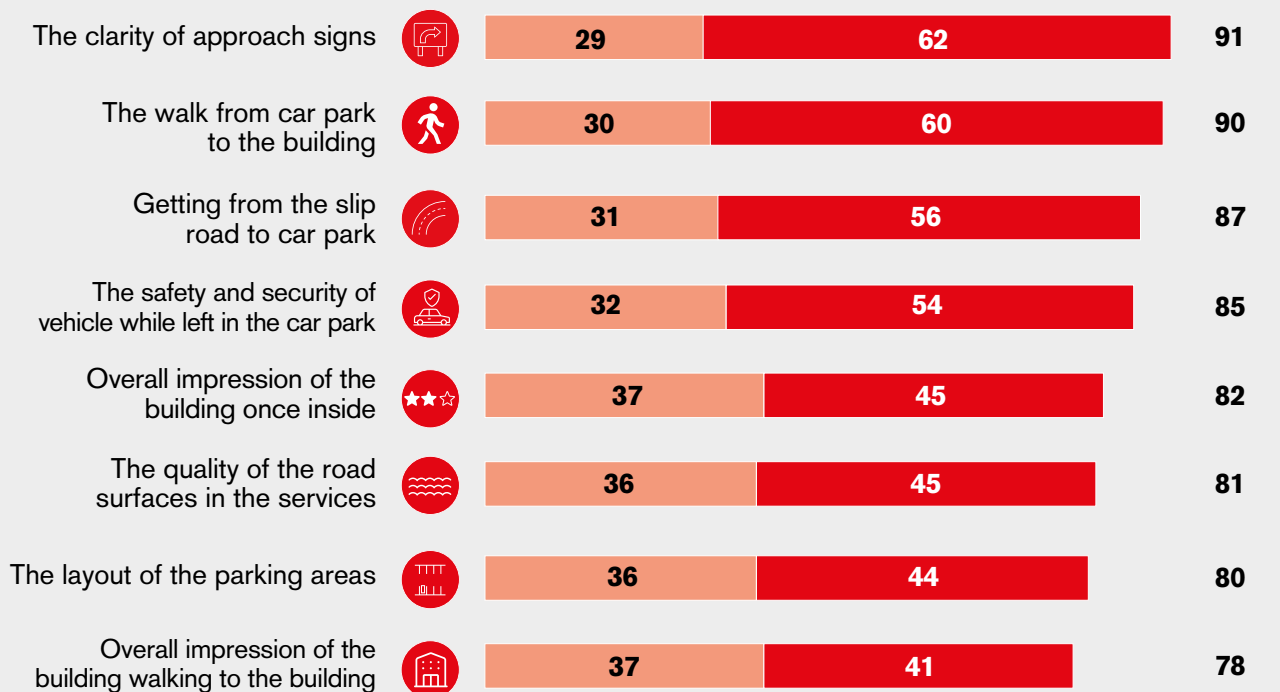 The clarity of approach signs 29 62 91
The walk from car park
to the building 30 60 90
Getting from the slip
road to car park 31 56 87
The safety and security of
vehicle while left in the car park 32 54 85
Overall impression of the
building once inside 37 45 82
The quality of the road
surfaces in the services 36 45 81
The layout of the parking areas 36 44 80
Overall impression of the
building walking to the building 37 41 78